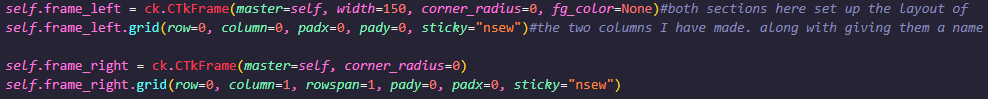 self.frame_left = ck.CTkFrame(master=self, width=150, corner_radius=0, fg_color=None)#both sections here set up the layout of
self.frame_left.grid(row=0, column=0, padx=0, pady=0, sticky="nsew")#the two columns I have made. along with giving them a name
self.frame_right = ck.CTkFrame(master=self, corner_radius=0)
self.frame_right.grid(row=0, column=1, rowspan=1, pady=0, padx=0, sticky="nsew")